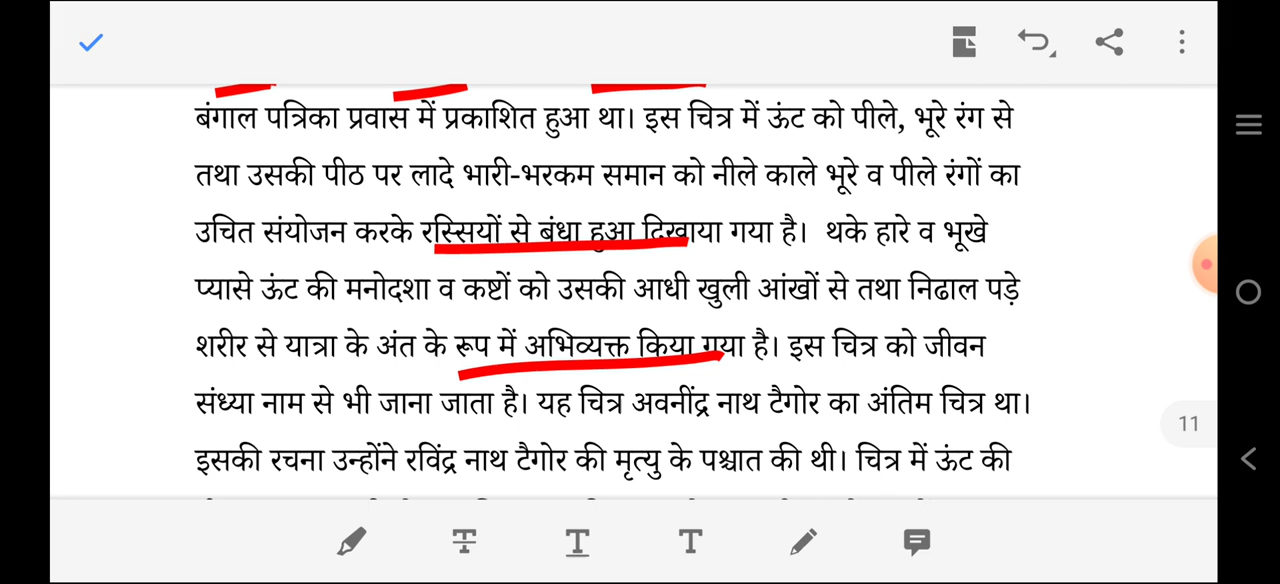 बंगाल पत्रिका प्रवास में प्रकाशित हुआ था। इस चित्र में ऊंट को पीले, भूरे रंग से
तथा उसकी पीठ पर लादे भारी-भरकम समान को नीले काले भूरे व पीले रंगों का
उचित संयोजन करके रस्सियों से बंधा हुआ दिखाया गया है। थके हारे व भूखे
प्यासे ऊंट की मनोदशा व कष्टों को उसकी आधी खुली आंखों से तथा निढाल पड़े
शरीर से यात्रा के अंत के रूप में अभिव्यक्त किया गया है। इस चित्र को जीवन
संध्या नाम से भी जाना जाता है। यह चित्र अवनींद्र नाथ टैगोर का अंतिम चित्र था।
11
इसकी रचना उन्होंने रविंद्र नाथ टैगोर की मृत्यु के पश्चात की थी। चित्र में ऊंट की